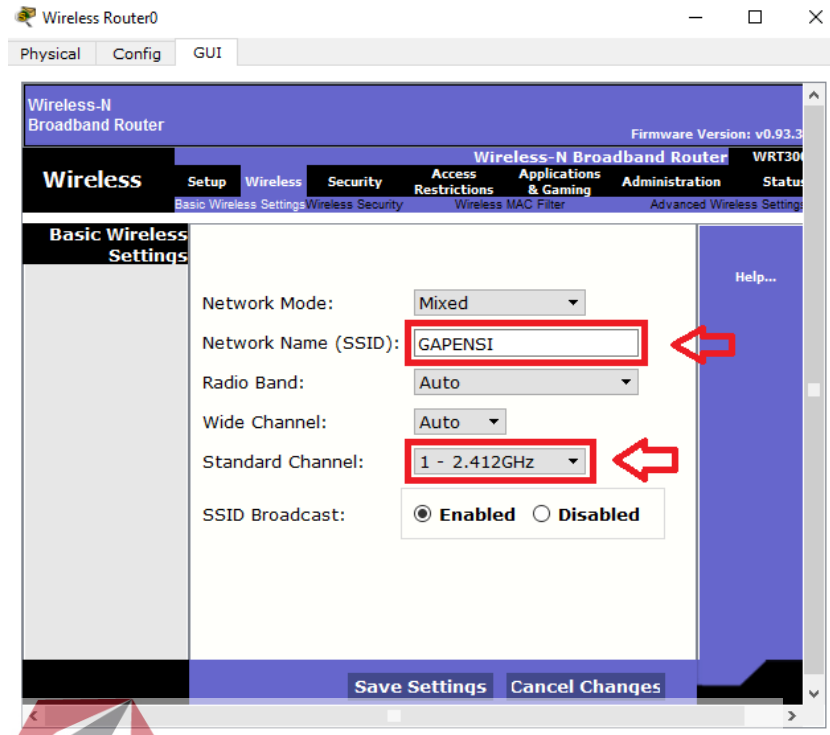 Wireless Router0
Physical Config GUI
Wireless-N
Broadband Router
Firmware Version: v0.93.3
Wireless-N Broadband Router WRT300
Wireless
Setup Wireless Security Access Restrictions Applications & Gaming Administration Status
Basic Wireless Settings Wireless Security Wireless MAC Filter Advanced Wireless Settings
Basic Wireless
Settings
Help...
Network Mode: Mixed
Network Name (SSID): GAPENSI
Radio Band: Auto
Wide Channel: Auto
Standard Channel: 1 - 2.412GHz
SSID Broadcast: Enabled Disabled
Save Settings Cancel Changes